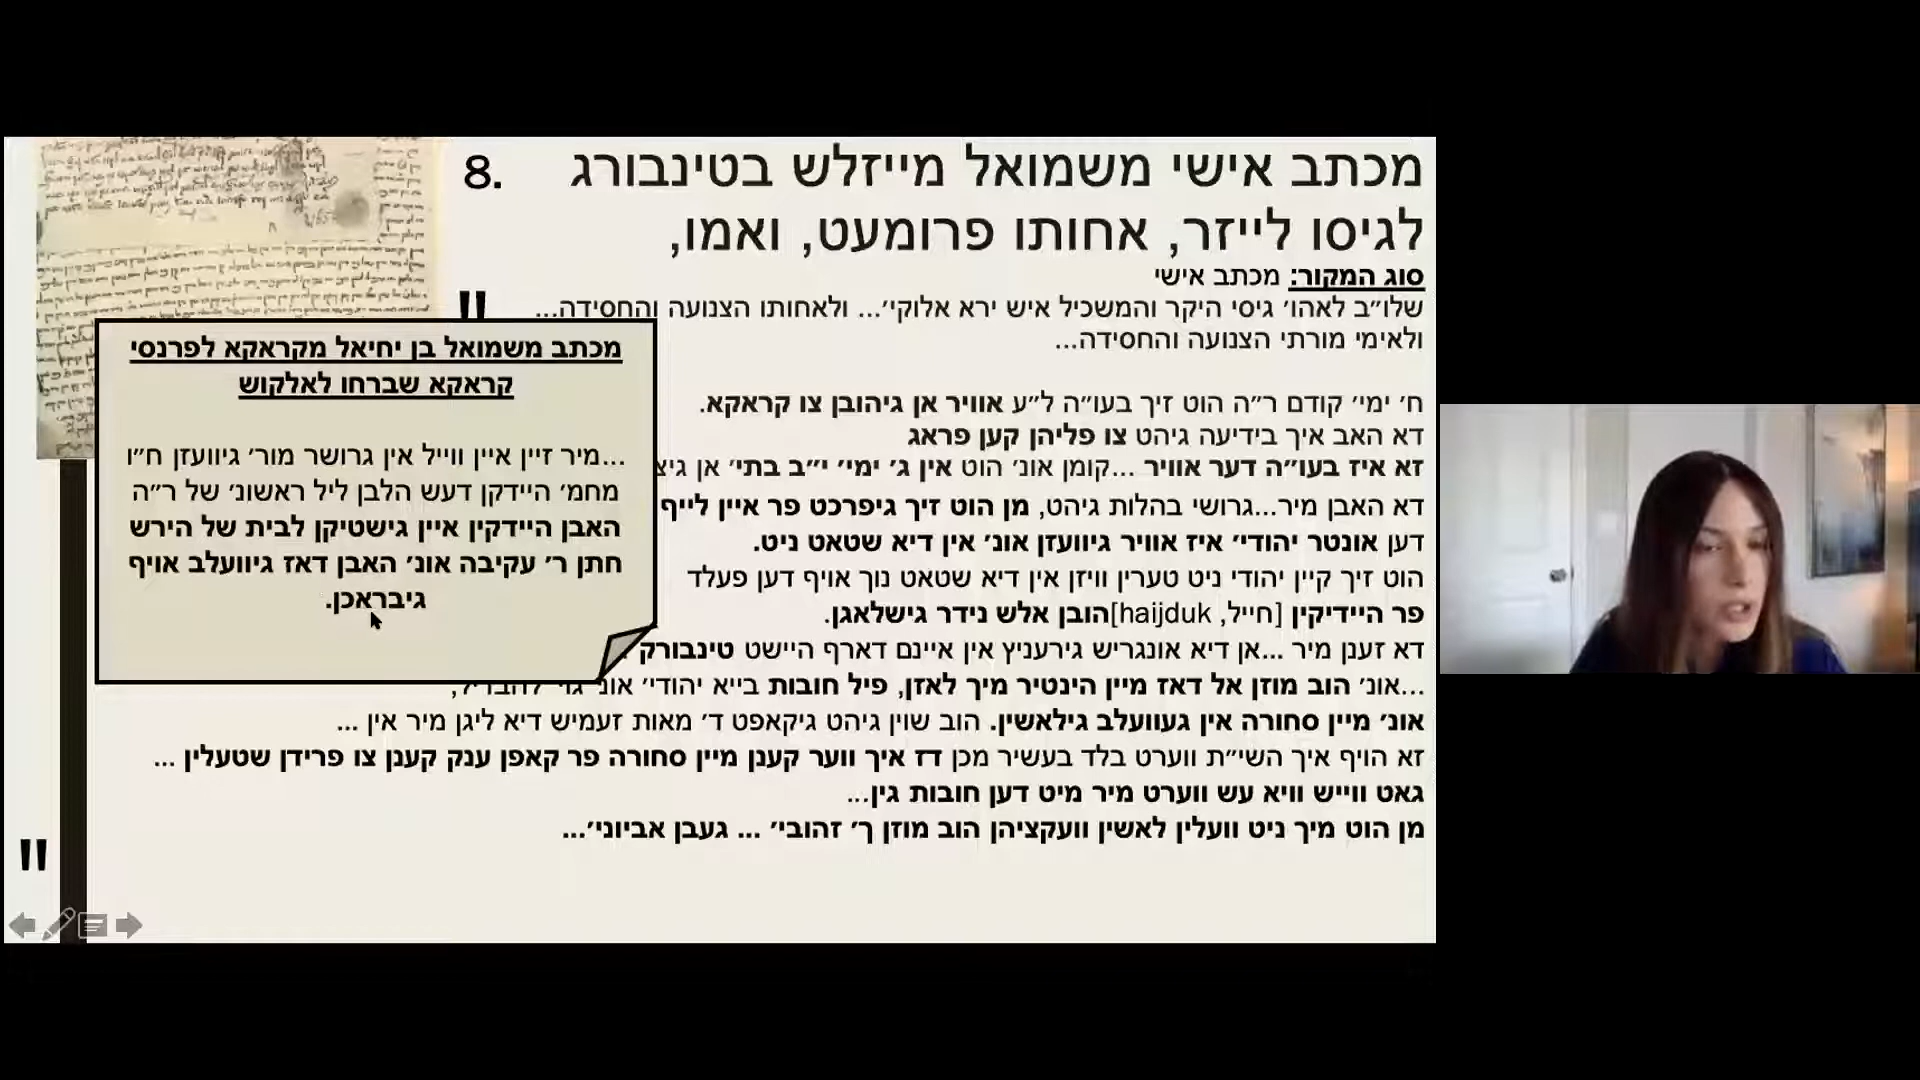 8. מכתב אישי משמואל מייזלש בטינבורג
לגיסו לייזר, אחותו פרומעט, ואמו,
סוג המקור: מכתב אישי
"
שלו״ב לאהו׳ גיסי היקר והמשכיל איש ירא אלוקי׳... ולאחותו הצנועה והחסידה...
ולאימי מורתי הצנועה והחסידה...
ח׳ ימי׳ קודם ר״ה הוט זיך בעו״ה ל״ע אוויר אן גיהובן צו קראקא.
דא האב איך בידיעה גיהט צו פליהן קען פראג
זא איז בעו״ה דער אוויר ...קומן אונ׳ הוט אין ג׳ ימי׳ י״ב בתי׳ אן
דא האבן מיר...גרושי בהלות גיהט, מן הוט זיך גיפרכט פר איין לייף
דען אונטר יהודי׳ איז אוויר גיוועזן אונ׳ אין דיא שטאט ניט.
הוט זיך קיין יהודי ניט טערין וויזן אין דיא שטאט נוך אויף דען פעלד
פר היידיקין [חייל, haijduk]הובן אלש נידר גישלאגן.
דא זענן מיר ...אן דיא אונגריש גירעניץ אין איינם דארף היישט טינבורק
...אונ׳ הוב מוזן אל דאז מיין הינטיר מיך לאזן, פיל חובות בייא יהודי׳
אונ׳ מיין סחורה אין געוועלב גילאשין. הוב שוין גיהט גיקאפט ד׳ מאות זעמיש דיא ליגן מיר אין ...
זא הויף איך השי״ת ווערט בלד בעשיר מכן דז איך ווער קענן מיין סחורה פר קאפן ענק קענן צו פרידן שטעלין ...
גאט ווייש וויא עש ווערט מיר מיט דען חובות גין...
מן הוט מיך ניט וועלין לאשין וועקציהן הוב מוזן ך׳ זהובי׳ ... געבן אביוני׳...
"
מכתב משמואל בן יחיאל מקראקא לפרנסי
קראקא שברחו לאלקוש
...מיר זיין איין ווייל אין גרושר מור׳ גיוועזן ח״ו
מחמ׳ היידקן דעש הלבן ליל ראשונ׳ של ר״ה
האבן היידקין איין גישטיקן לבית של הירש
חתן ר׳ עקיבה אונ׳ האבן דאז גיוועלב אויף
גיבראכן.